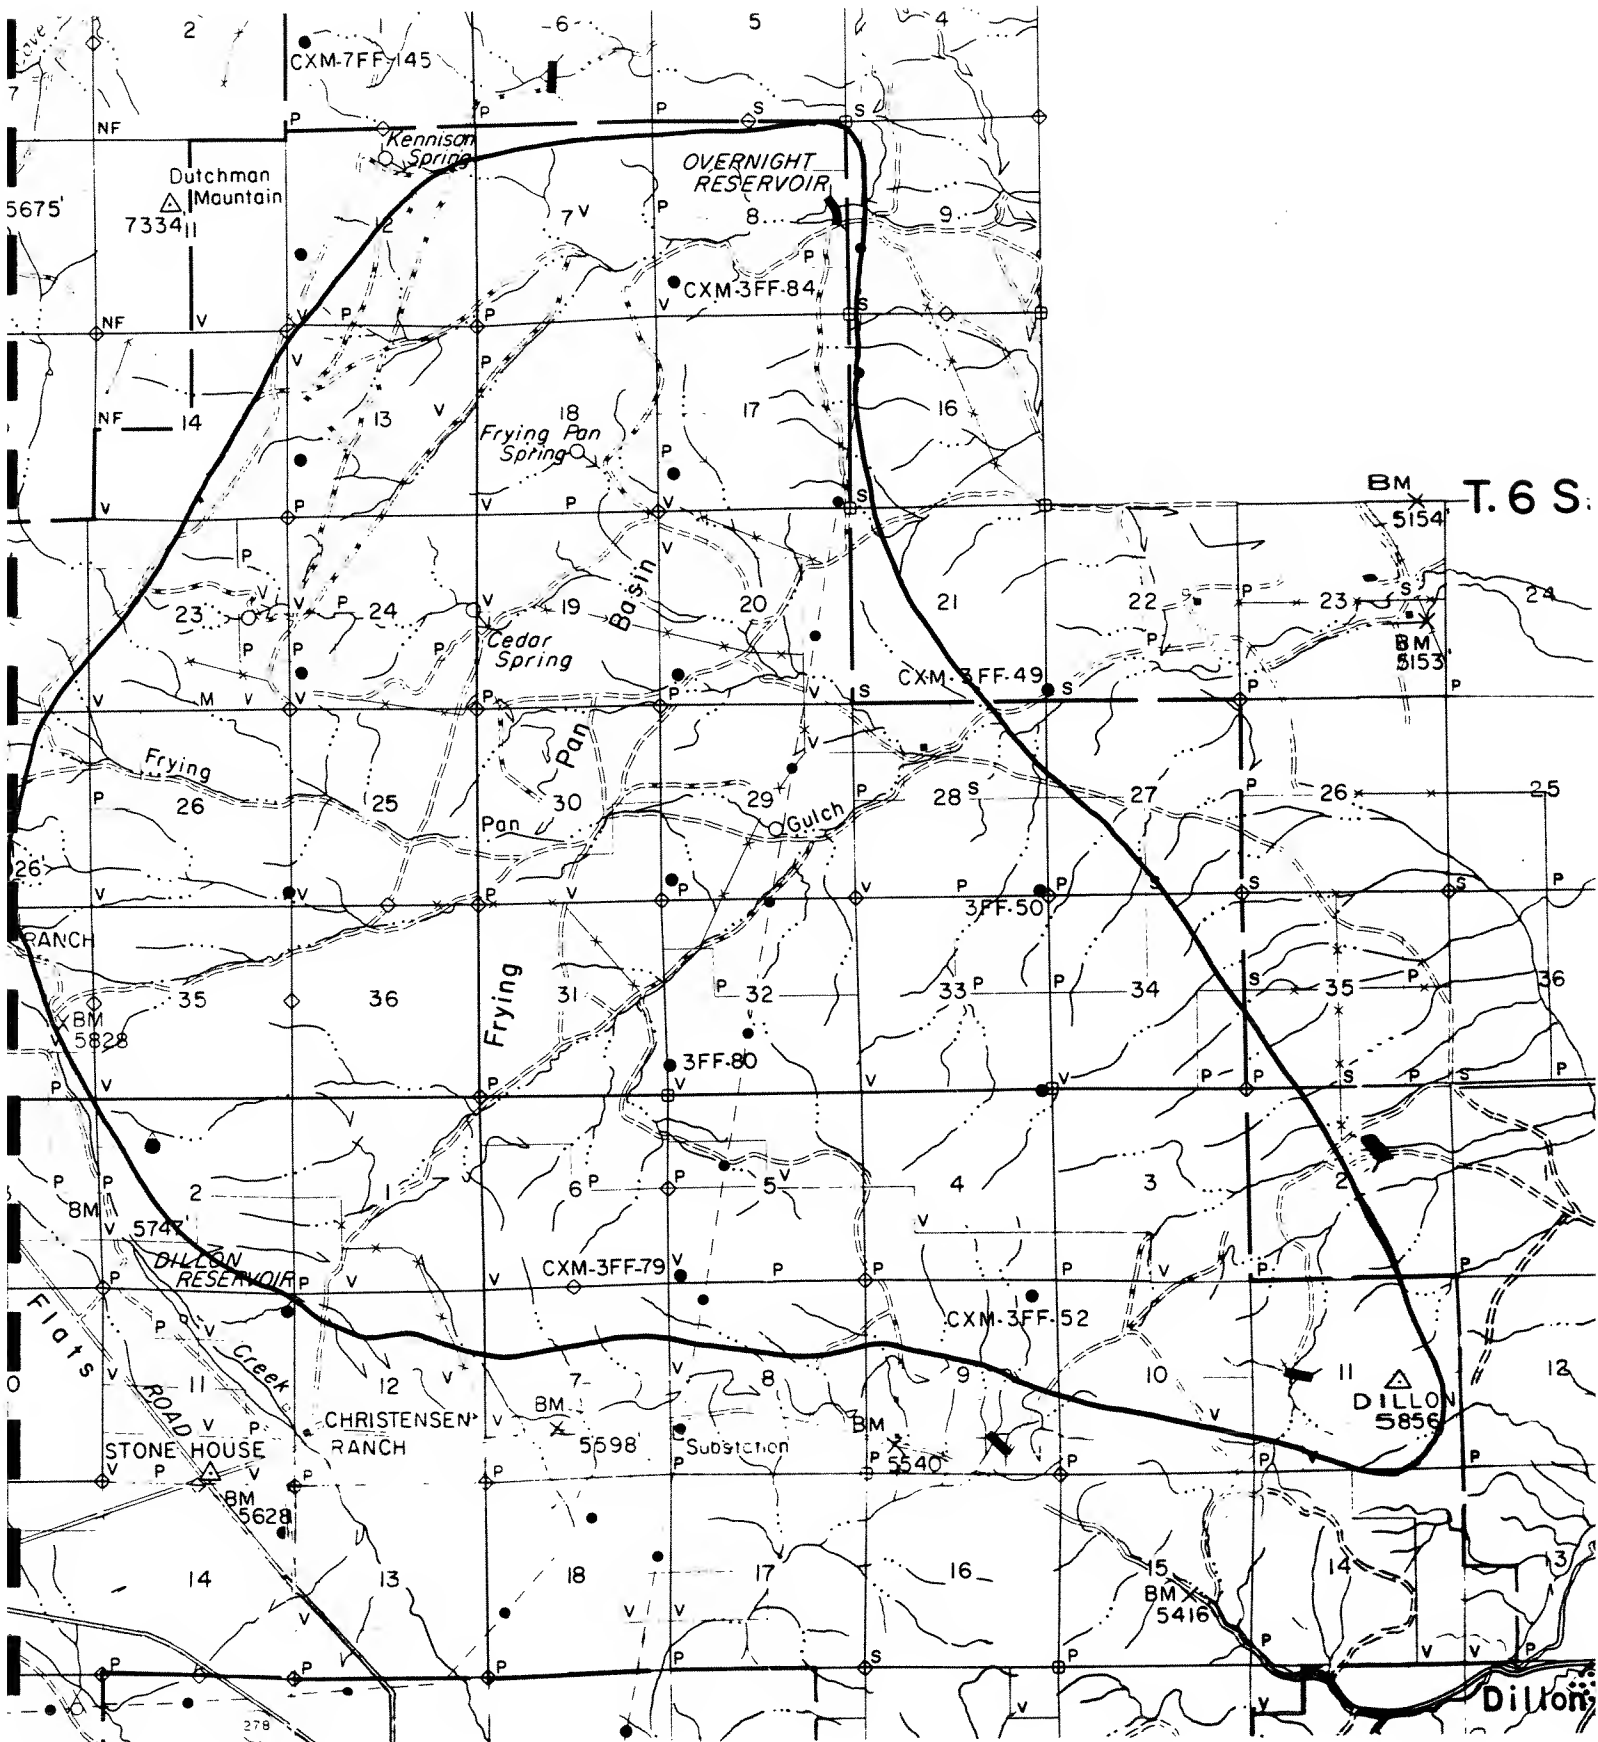 2
1
6
5
4
CXM-7FF-145
7
NF
P
P
P
S
S
Kennison
Spring
OVERNIGHT
RESERVOIR
Dutchman
Mountain
5675'
7334
11
12
7
V
P
8
9
P
CXM-3FF-84
NF
V
V
P
P
V
S
V
P
NF
14
13
V
18
17
16
Frying Pan
Spring
P
V
P
V
P
V
S
BM
5154
T. 6 S.
P
V
Basin
23
V
V
P
24
V
19
20
21
22
P
23
S
24
P
P
P
Cedar
Spring
P
BM
5153'
CXM-3FF-49
V
M
V
V
V
P
P
V
S
S
P
P
Frying
Pan
V
P
26
25
30
29
P
28
S
27
P
26
25
Pan
Gulch
26'
V
V
P
V
P
V
P
P
S
S
S
P
3FF-50
RANCH
35
36
Frying
31
P
32
33
P
P
34
S
35
P
36
BM
5828
3FF-80
P
V
P
V
V
V
P
P
S
P
S
P
P
P
2
1
6
P
P
5
V
4
3
2
BM
V
5747'
V
DILLON
RESERVOIR
P
P
V
V
CXM-3FF-79
V
P
P
P
V
P
P
Flats
P
V
CXM-3FF-52
Creek
V
V
0
11
12
V
7
8
9
10
11
12
ROAD
DILLON
5856
V
P
CHRISTENSEN
RANCH
V
BM
5598'
Substation
BM
5540
V
STONE HOUSE
V
P
V
P
P
P
P
P
P
V
P
BM
5628
14
13
18
17
16
15
14
13
BM
5416
V
V
V
P
P
P
P
P
S
P
P
V
V
P
278
V
V
Dillon